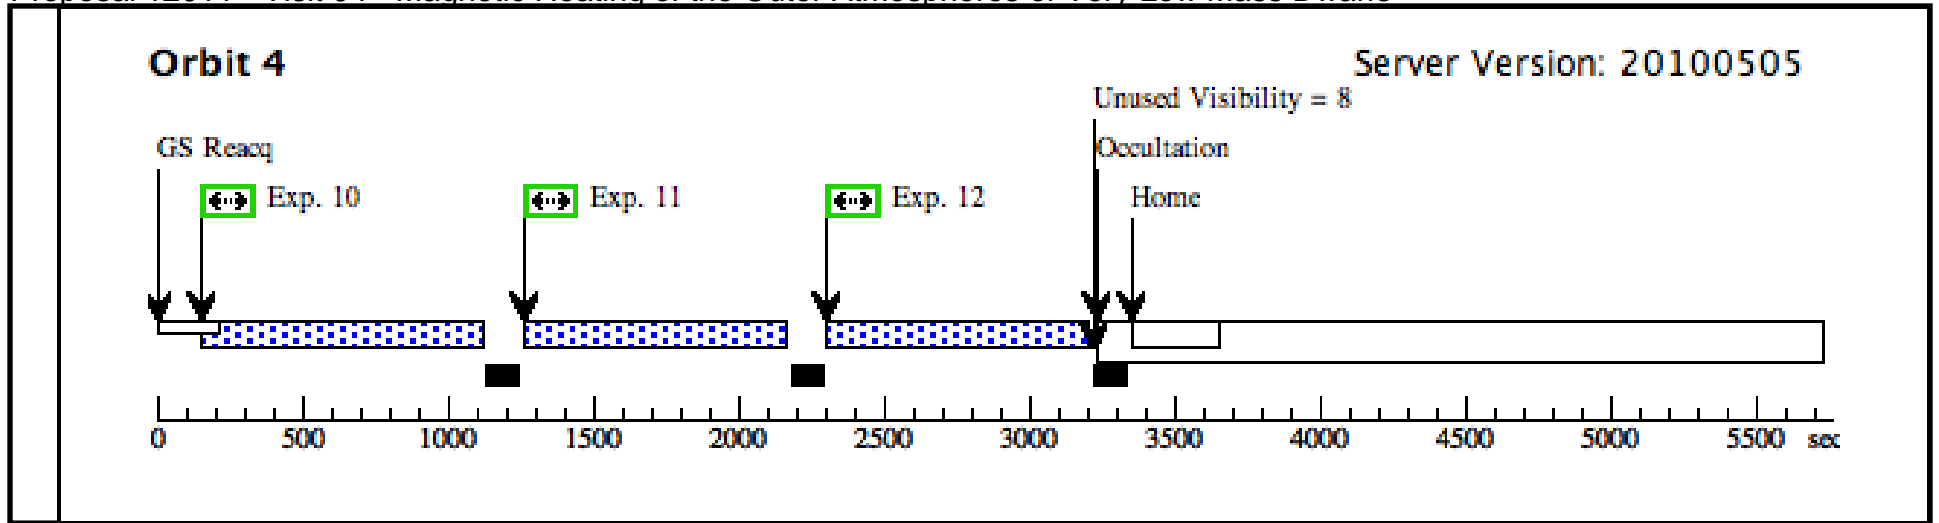 Orbit 4
Server Version: 20100505
Unused Visibility = 8
GS Reacq
Occultation
Exp. 10
Exp. 11
Exp. 12
Home
0 500 1000 1500 2000 2500 3000 3500 4000 4500 5000 5500 sec